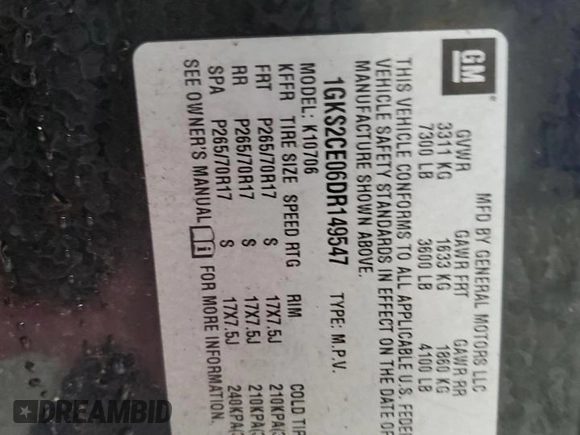 GM
MFD BY GENERAL MOTORS LLC
GVWR GAWR FRT GAWR RR
3311 KG 1633 KG 1860 KG
7300 LB 3600 LB 4100 LB
THIS VEHICLE CONFORMS TO ALL APPLICABLE U.S. FEDER
VEHICLE SAFETY STANDARDS IN EFFECT ON THE DATE OF
MANUFACTURE SHOWN ABOVE.
1GKS2CE06DR149547 TYPE: M.P.V.
MODEL: K10706
KFFR TIRE SIZE SPEED RTG RIM COLD TIR
FRT P265/70R17 S 17X7.5J 210KPA(3
RR P265/70R17 S 17X7.5J 210KPA(3
SPA P265/70R17 S 17X7.5J 240KPA(3
SEE OWNER'S MANUAL i FOR MORE INFORMATION.
DREAMBID